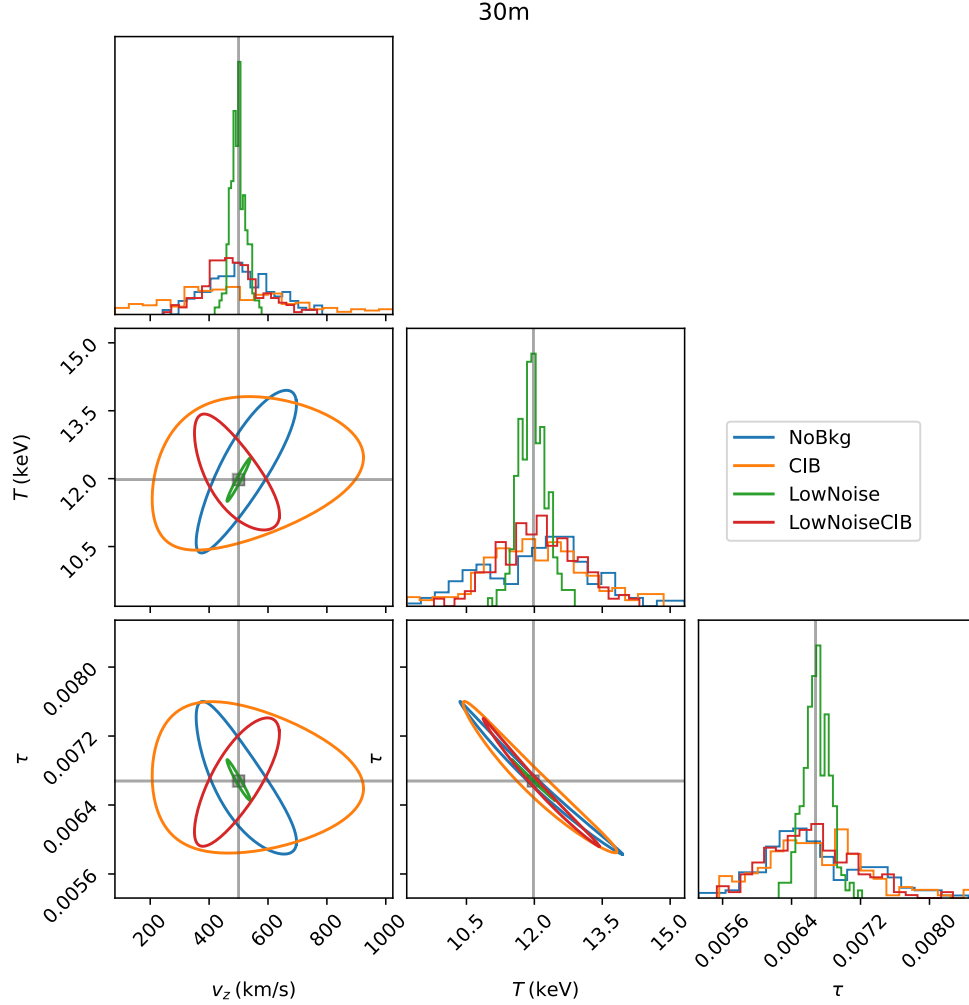 30m
15.0
13.5
12.0
10.5
T (keV)
NoBkg
CIB
LowNoise
LowNoiseCIB
0.0080
0.0072
0.0064
0.0056
τ
τ
200
400
600
800
1000
10.5
12.0
13.5
15.0
0.0056
0.0064
0.0072
0.0080
v_z (km/s)
T (keV)
τ